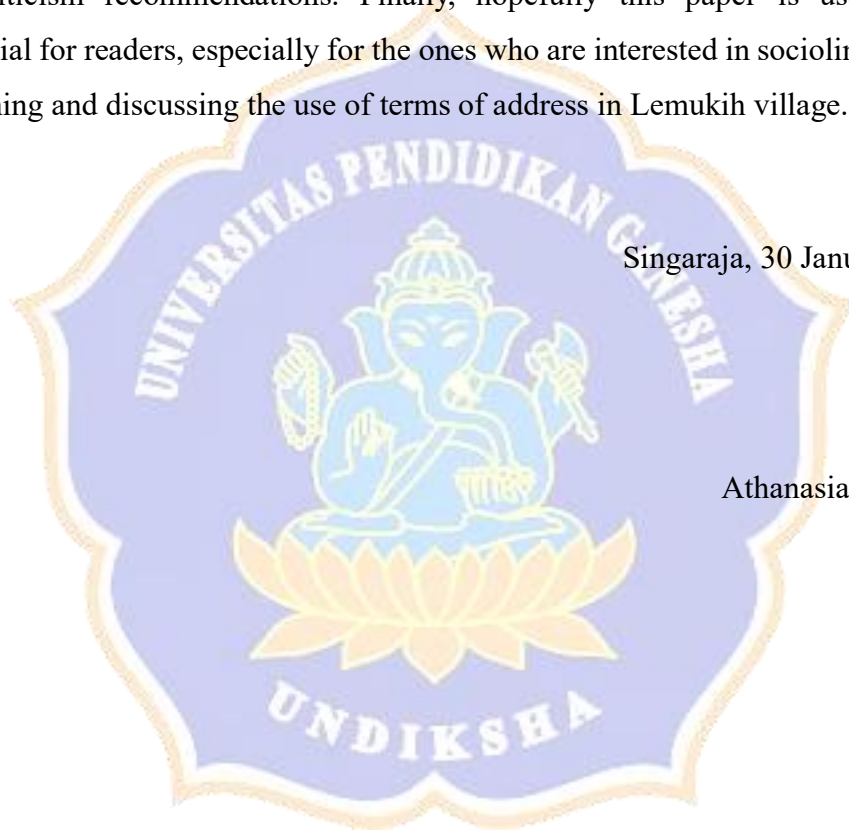 iticism recommendations. Finally, hopefully this paper is us
ial for readers, especially for the ones who are interested in sociolin
ning and discussing the use of terms of address in Lemukih village.
UNIVERSITAS PENDIDIKAN GANESHA
Singaraja, 30 Janu
Athanasia
UNDIKSHA